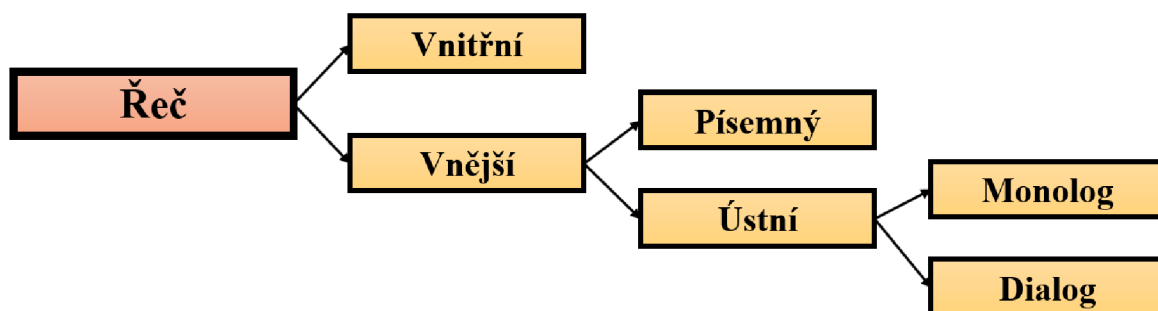 Řeč
Vnitřní
Vnější
Písemný
Ústní
Monolog
Dialog